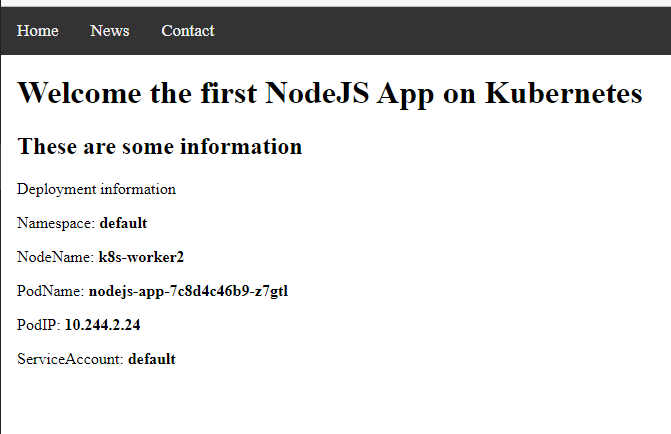 Home News Contact
Welcome the first NodeJS App on Kubernetes
These are some information
Deployment information
Namespace: default
NodeName: k8s-worker2
PodName: nodejs-app-7c8d4c46b9-z7gtl
PodIP: 10.244.2.24
ServiceAccount: default